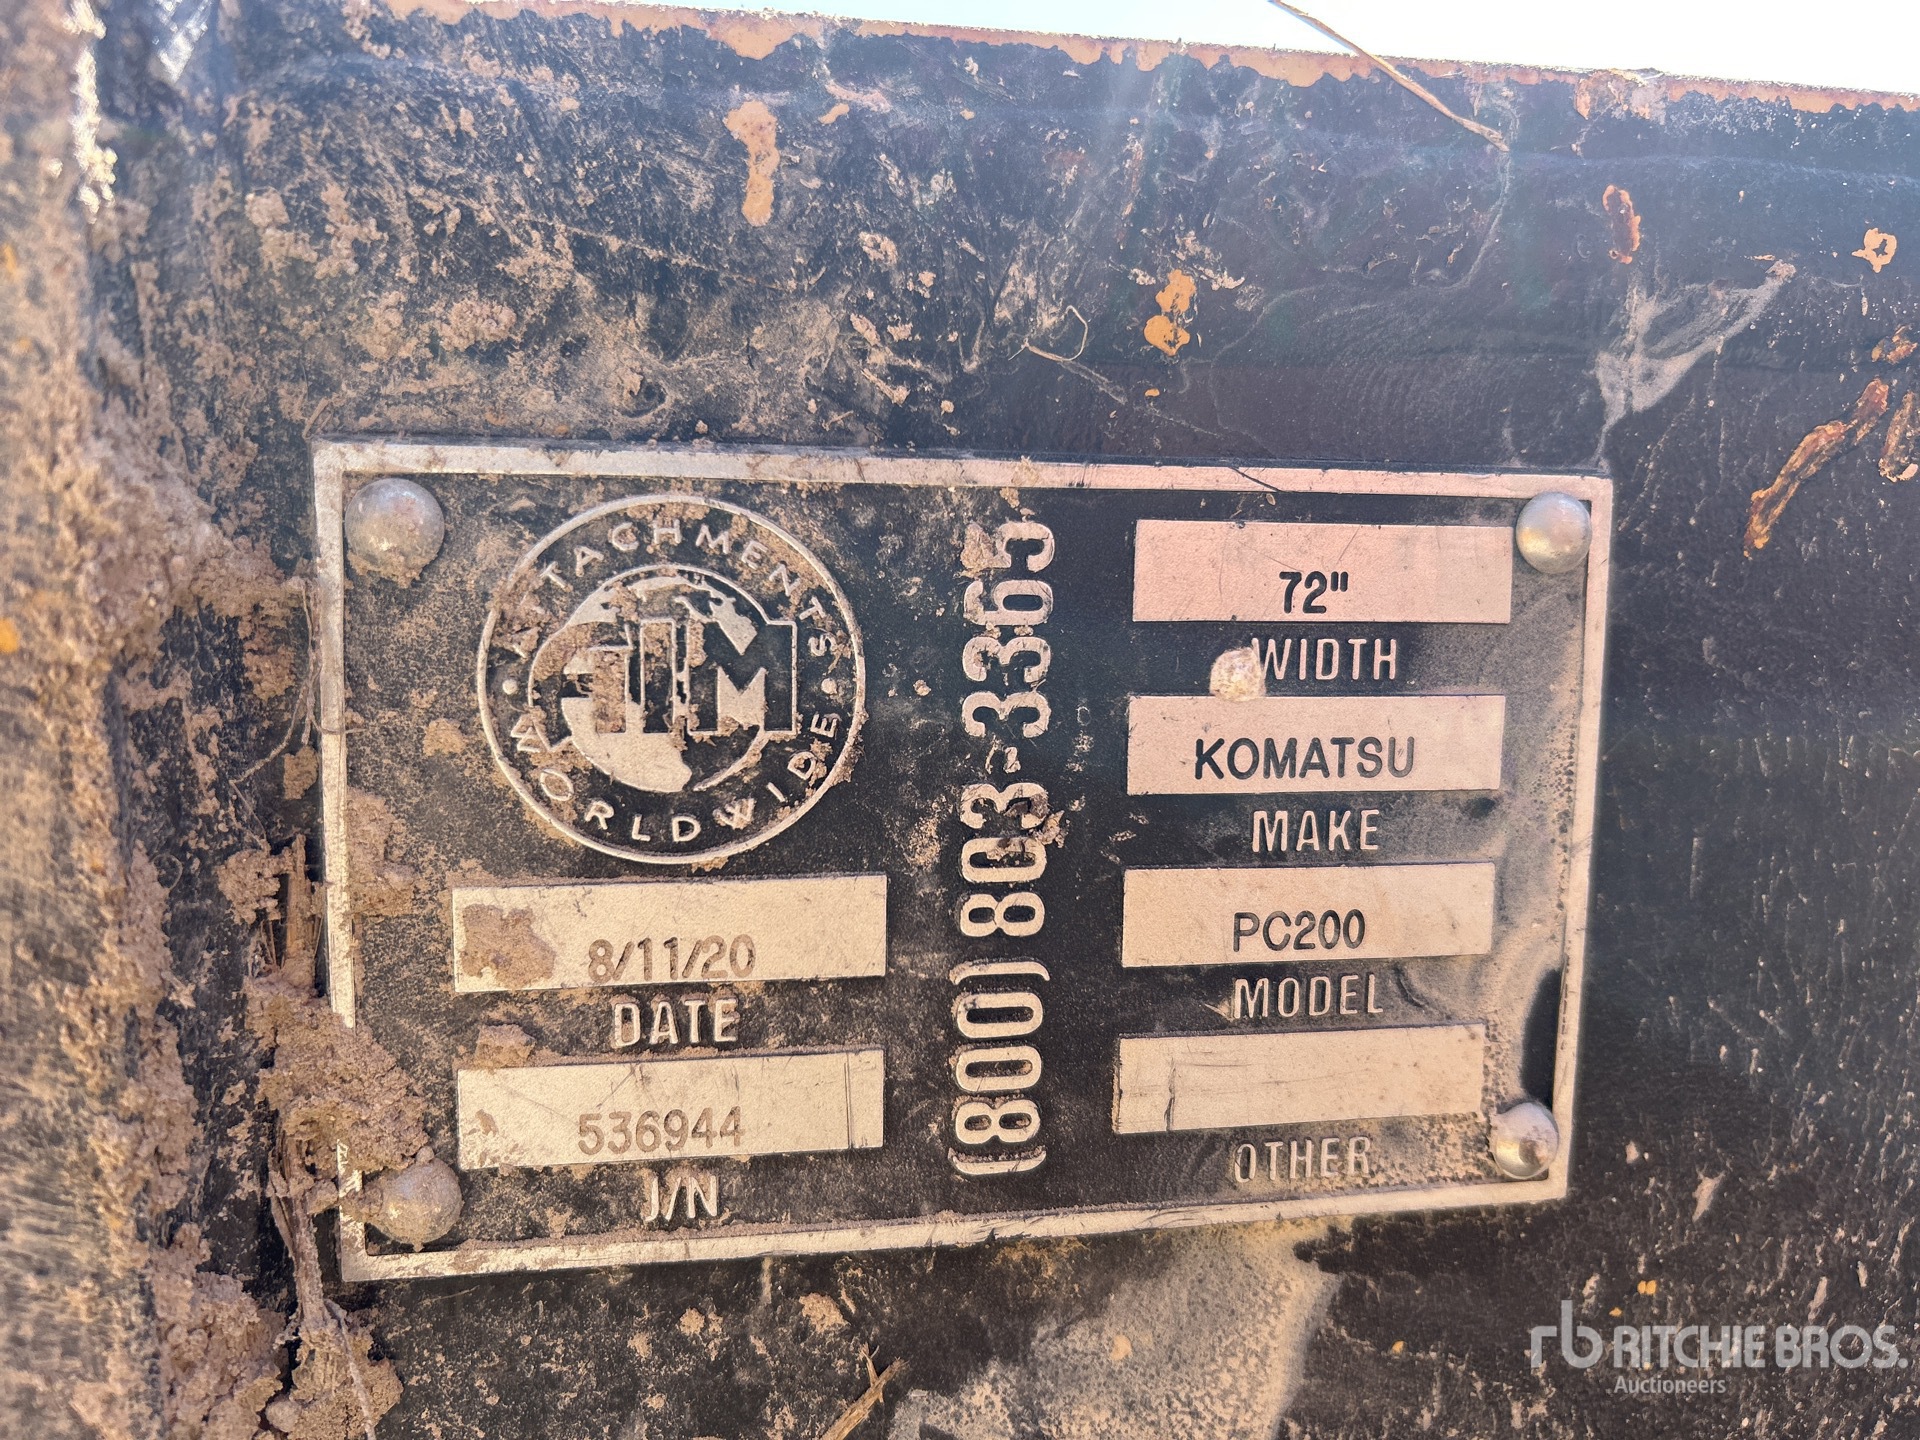 ATTACHMENTS
WORLDWIDE
8/11/20
DATE
536944
J/N
(800) 803-3365
72"
WIDTH
KOMATSU
MAKE
PC200
MODEL
OTHER
rb RITCHIE BROS.
Auctioneers